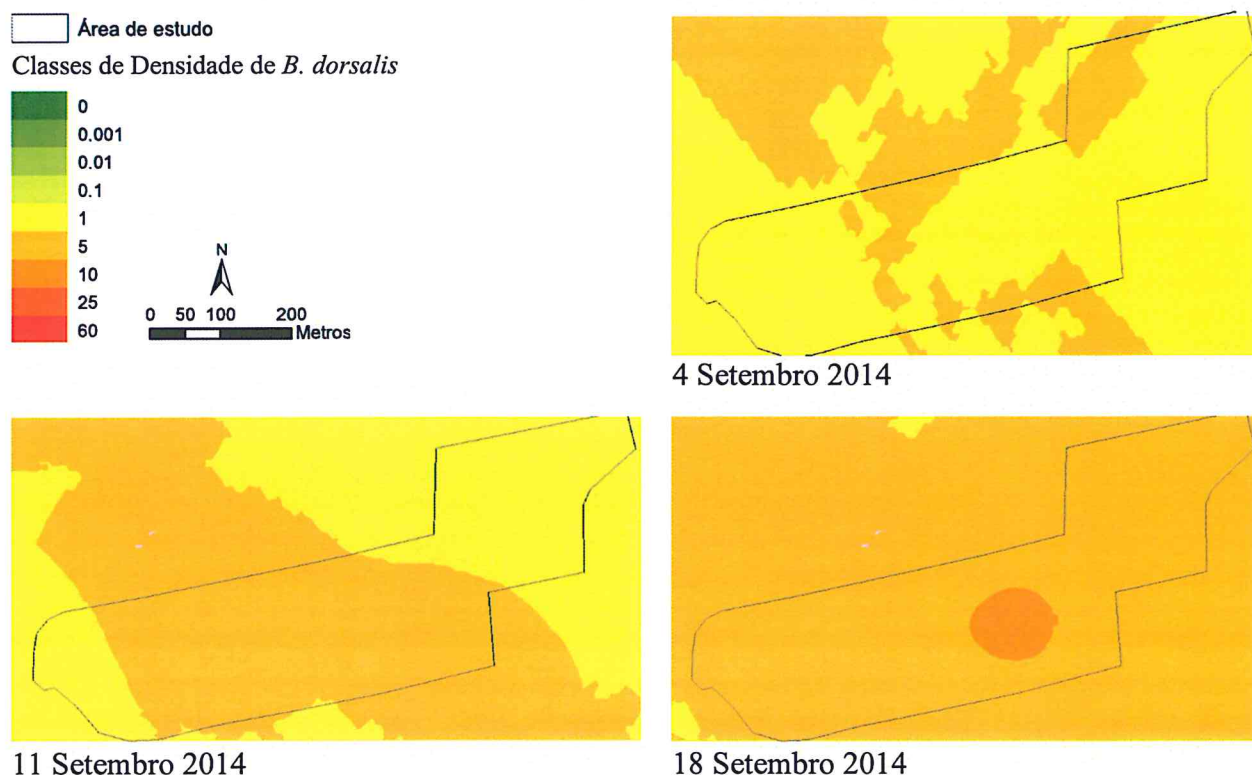 Área de estudo
Classes de Densidade de B. dorsalis
0
0.001
0.01
0.1
1
5
10
25
60
N
0 50 100 200
Metros
4 Setembro 2014
11 Setembro 2014
18 Setembro 2014